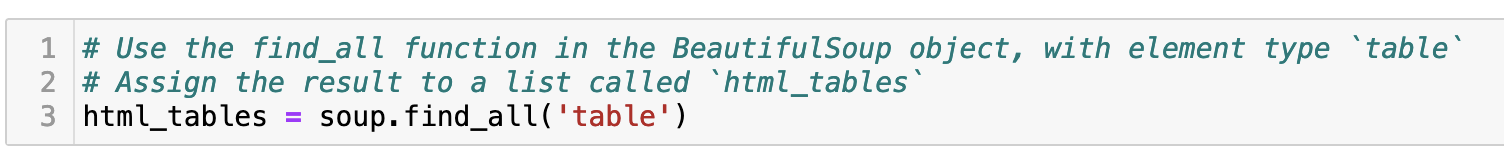 1 # Use the find_all function in the BeautifulSoup object, with element type `table`
2 # Assign the result to a list called `html_tables`
3 html_tables = soup.find_all('table')